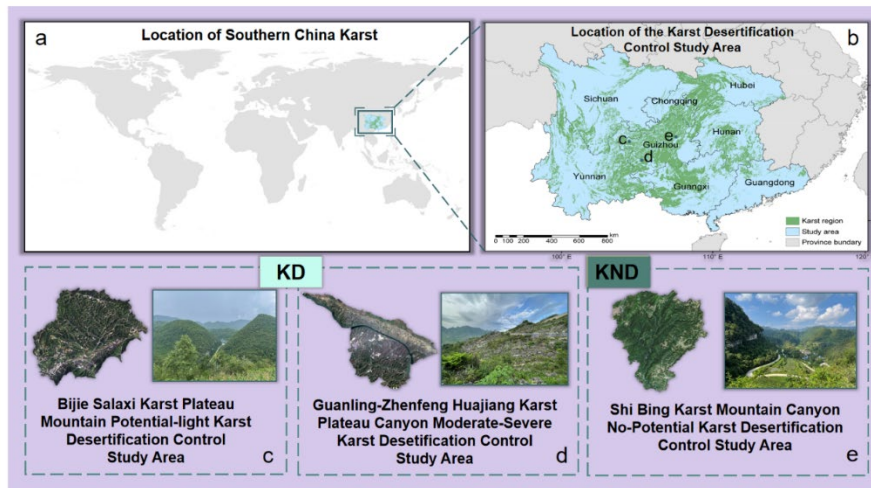 a
Location of Southern China Karst
Location of the Karst Desertification
Control Study Area
b
Hubei
Sichuan
Chongqing
Hunan
c
e
Guizhou
d
Yunnan
Guangxi
Guangdong
Karst region
Study area
Province bundary
km
0 100 200 400 600 800
100° E
110° E
KD
KND
Bijie Salaxi Karst Plateau
Mountain Potential-light Karst
Desertification Control
Study Area
c
Guanling-Zhenfeng Huajiang Karst
Plateau Canyon Moderate-Severe
Karst Desetification Control
Study Area
d
Shi Bing Karst Mountain Canyon
No-Potential Karst Desertification
Control Study Area
e